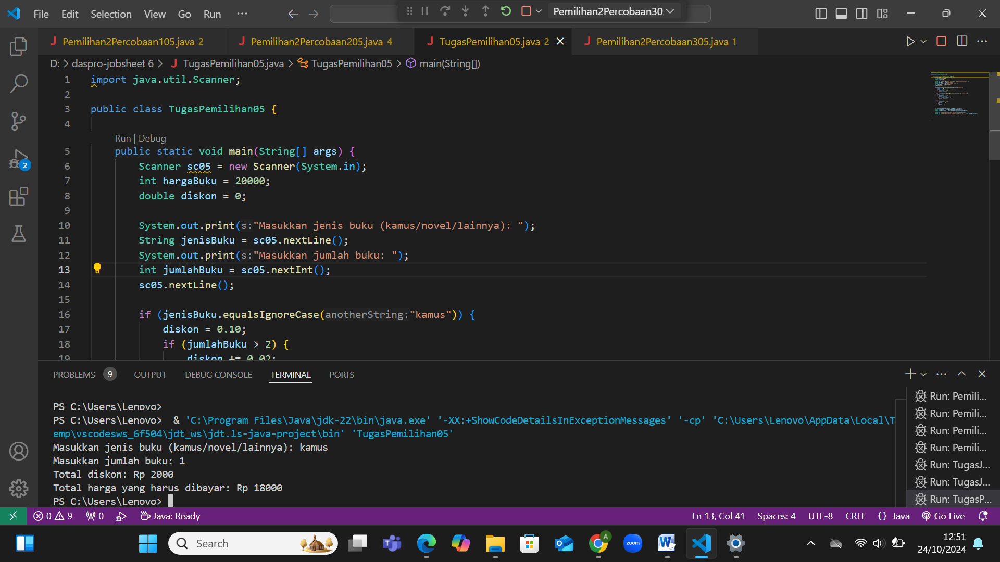 File Edit Selection View Go Run ··· Pemilihan2Percobaan30
Pemilihan2Percobaan105.java 2 Pemilihan2Percobaan205.java 4 TugasPemilihan05.java 2 Pemilihan2Percobaan305.java 1
D: > daspro-jobsheet 6 > J TugasPemilihan05.java > TugasPemilihan05 > main(String[])
1 import java.util.Scanner;
2
3 public class TugasPemilihan05 {
4
Run | Debug
5 public static void main(String[] args) {
6 Scanner sc05 = new Scanner(System.in);
7 int hargaBuku = 20000;
8 double diskon = 0;
9
10 System.out.print(s:"Masukkan jenis buku (kamus/novel/lainnya): ");
11 String jenisBuku = sc05.nextLine();
12 System.out.print(s:"Masukkan jumlah buku: ");
13 int jumlahBuku = sc05.nextInt();
14 sc05.nextLine();
15
16 if (jenisBuku.equalsIgnoreCase(anotherString:"kamus")) {
17 diskon = 0.10;
18 if (jumlahBuku > 2) {
19 diskon += 0.02;
PROBLEMS 9 OUTPUT DEBUG CONSOLE TERMINAL PORTS
PS C:\Users\Lenovo>
PS C:\Users\Lenovo> & 'C:\Program Files\Java\jdk-22\bin\java.exe' '-XX:+ShowCodeDetailsInExceptionMessages' '-cp' 'C:\Users\Lenovo\AppData\Local\T
emp\vscodesws_6f504\jdt_ws\jdt.ls-java-project\bin' 'TugasPemilihan05'
Masukkan jenis buku (kamus/novel/lainnya): kamus
Masukkan jumlah buku: 1
Total diskon: Rp 2000
Total harga yang harus dibayar: Rp 18000
PS C:\Users\Lenovo>
Run: Pemili...
Run: Pemili...
Run: Pemili...
Run: Pemili...
Run: TugasJ...
Run: TugasJ...
Run: TugasP...
0 9 0 Java: Ready Ln 13, Col 41 Spaces: 4 UTF-8 CRLF {} Java Go Live
Search zoom A 12:51
24/10/2024